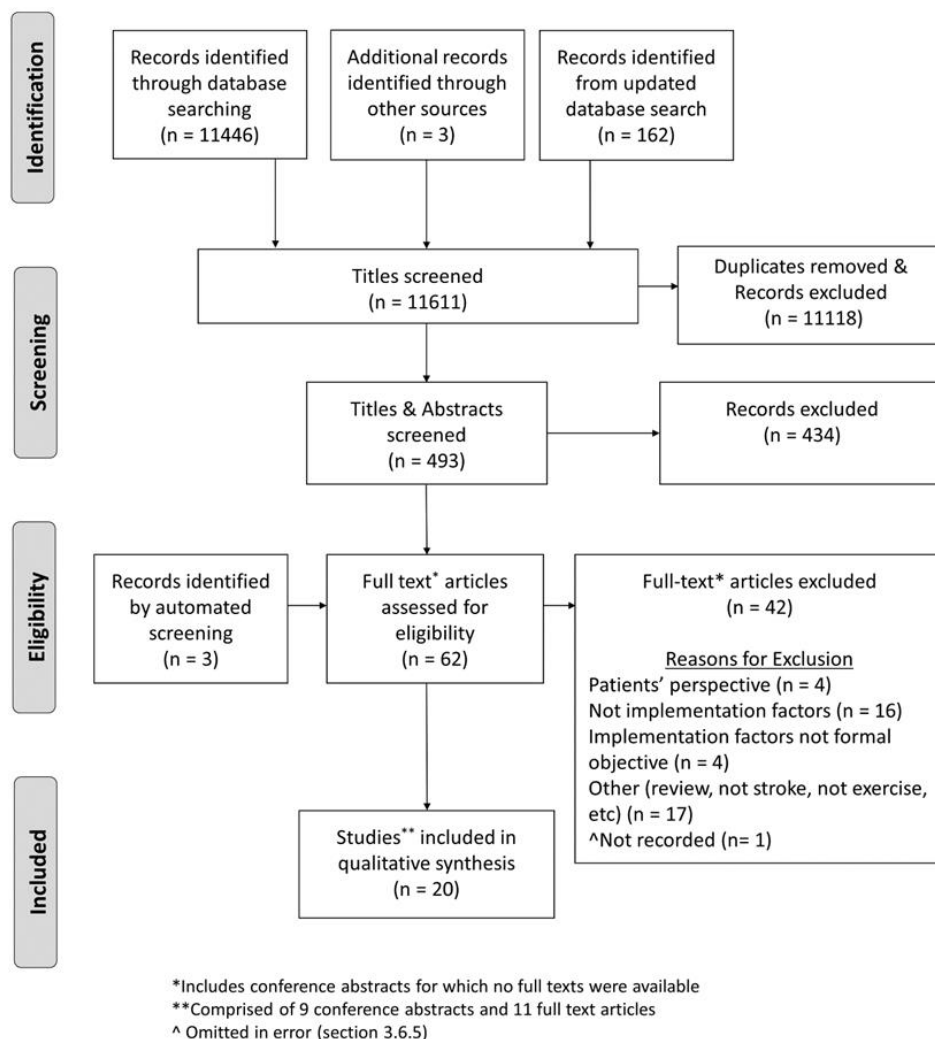 Identification
Records identified
through database
searching
(n = 11446)
Additional records
identified through
other sources
(n = 3)
Records identified
from updated
database search
(n = 162)
Screening
Titles screened
(n = 11611)
Duplicates removed &
Records excluded
(n = 11118)
Titles & Abstracts
screened
(n = 493)
Records excluded
(n = 434)
Eligibility
Records identified
by automated
screening
(n = 3)
Full text* articles
assessed for
eligibility
(n = 62)
Full-text* articles excluded
(n = 42)
Reasons for Exclusion
Patients' perspective (n = 4)
Not implementation factors (n = 16)
Implementation factors not formal
objective (n = 4)
Other (review, not stroke, not exercise,
etc) (n = 17)
^Not recorded (n= 1)
Included
Studies** included in
qualitative synthesis
(n = 20)
*Includes conference abstracts for which no full texts were available
**Comprised of 9 conference abstracts and 11 full text articles
^ Omitted in error (section 3.6.5)